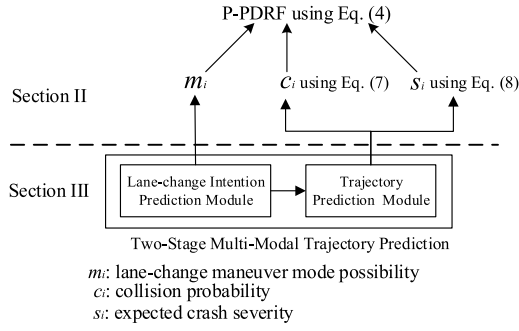 P-PDRF using Eq. (4)
mᵢ
cᵢ using Eq. (7)
sᵢ using Eq. (8)
Section II
Section III
Lane-change Intention
Prediction Module
Trajectory
Prediction Module
Two-Stage Multi-Modal Trajectory Prediction
mᵢ: lane-change maneuver mode possibility
cᵢ: collision probability
sᵢ: expected crash severity